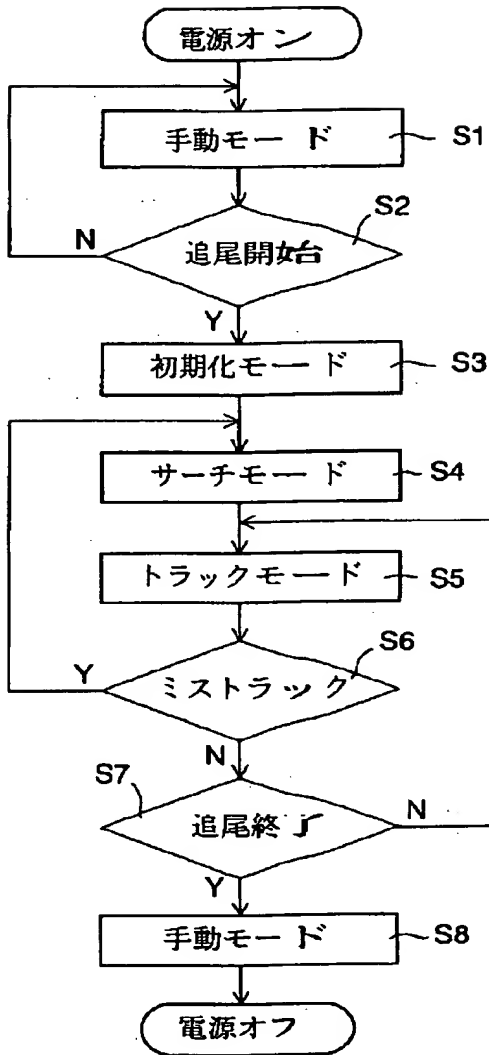 電源オン
手動モード
S1
S2
追尾開始
N
Y
初期化モード
S3
サーチモード
S4
トラックモード
S5
S6
ミストラック
Y
N
S7
追尾終了
N
Y
手動モード
S8
電源オフ